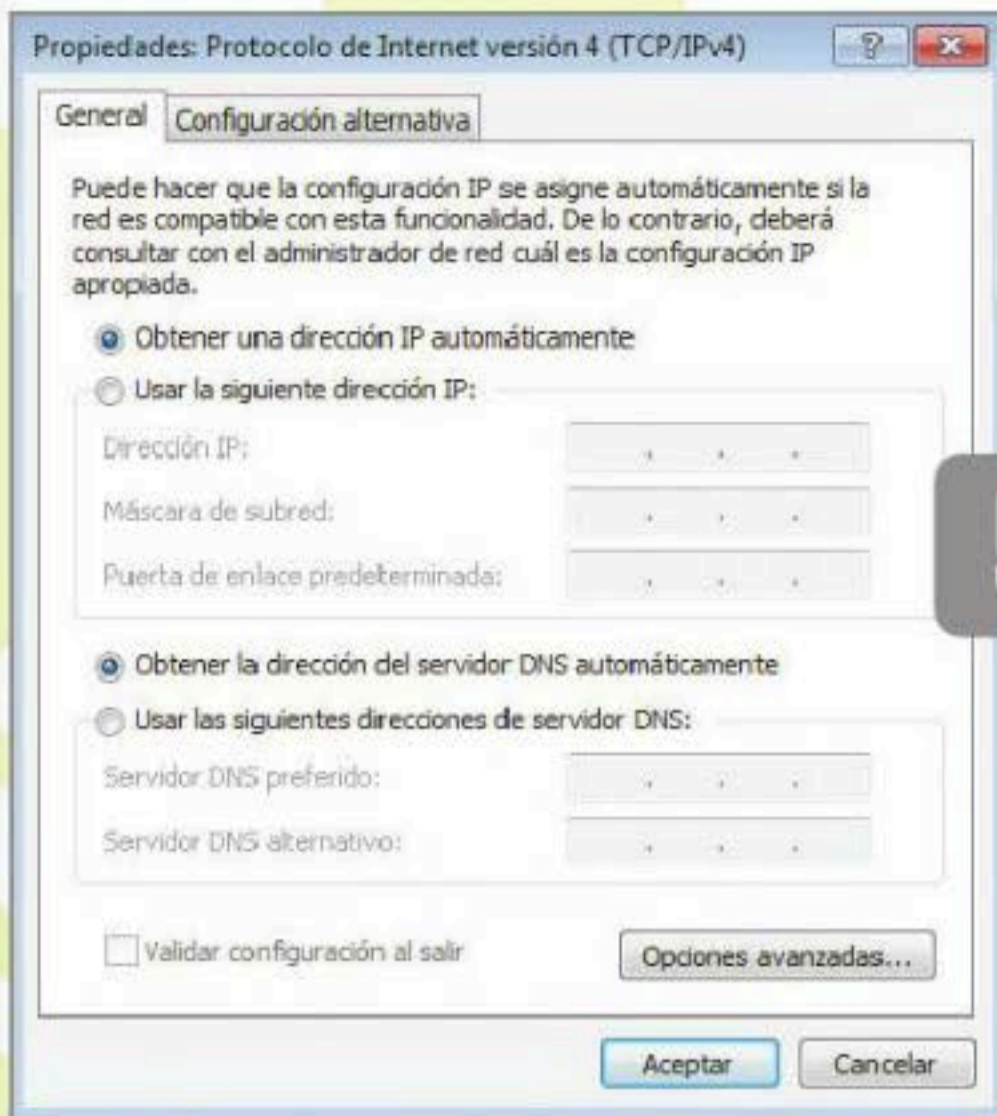 Propiedades: Protocolo de Internet versión 4 (TCP/IPv4)
General
Configuración alternativa
Puede hacer que la configuración IP se asigne automáticamente si la
red es compatible con esta funcionalidad. De lo contrario, deberá
consultar con el administrador de red cuál es la configuración IP
apropiada.
Obtener una dirección IP automáticamente
Usar la siguiente dirección IP:
Dirección IP:
Máscara de subred:
Puerta de enlace predeterminada:
Obtener la dirección del servidor DNS automáticamente
Usar las siguientes direcciones de servidor DNS:
Servidor DNS preferido:
Servidor DNS alternativo:
Validar configuración al salir
Opciones avanzadas...
Aceptar
Cancelar